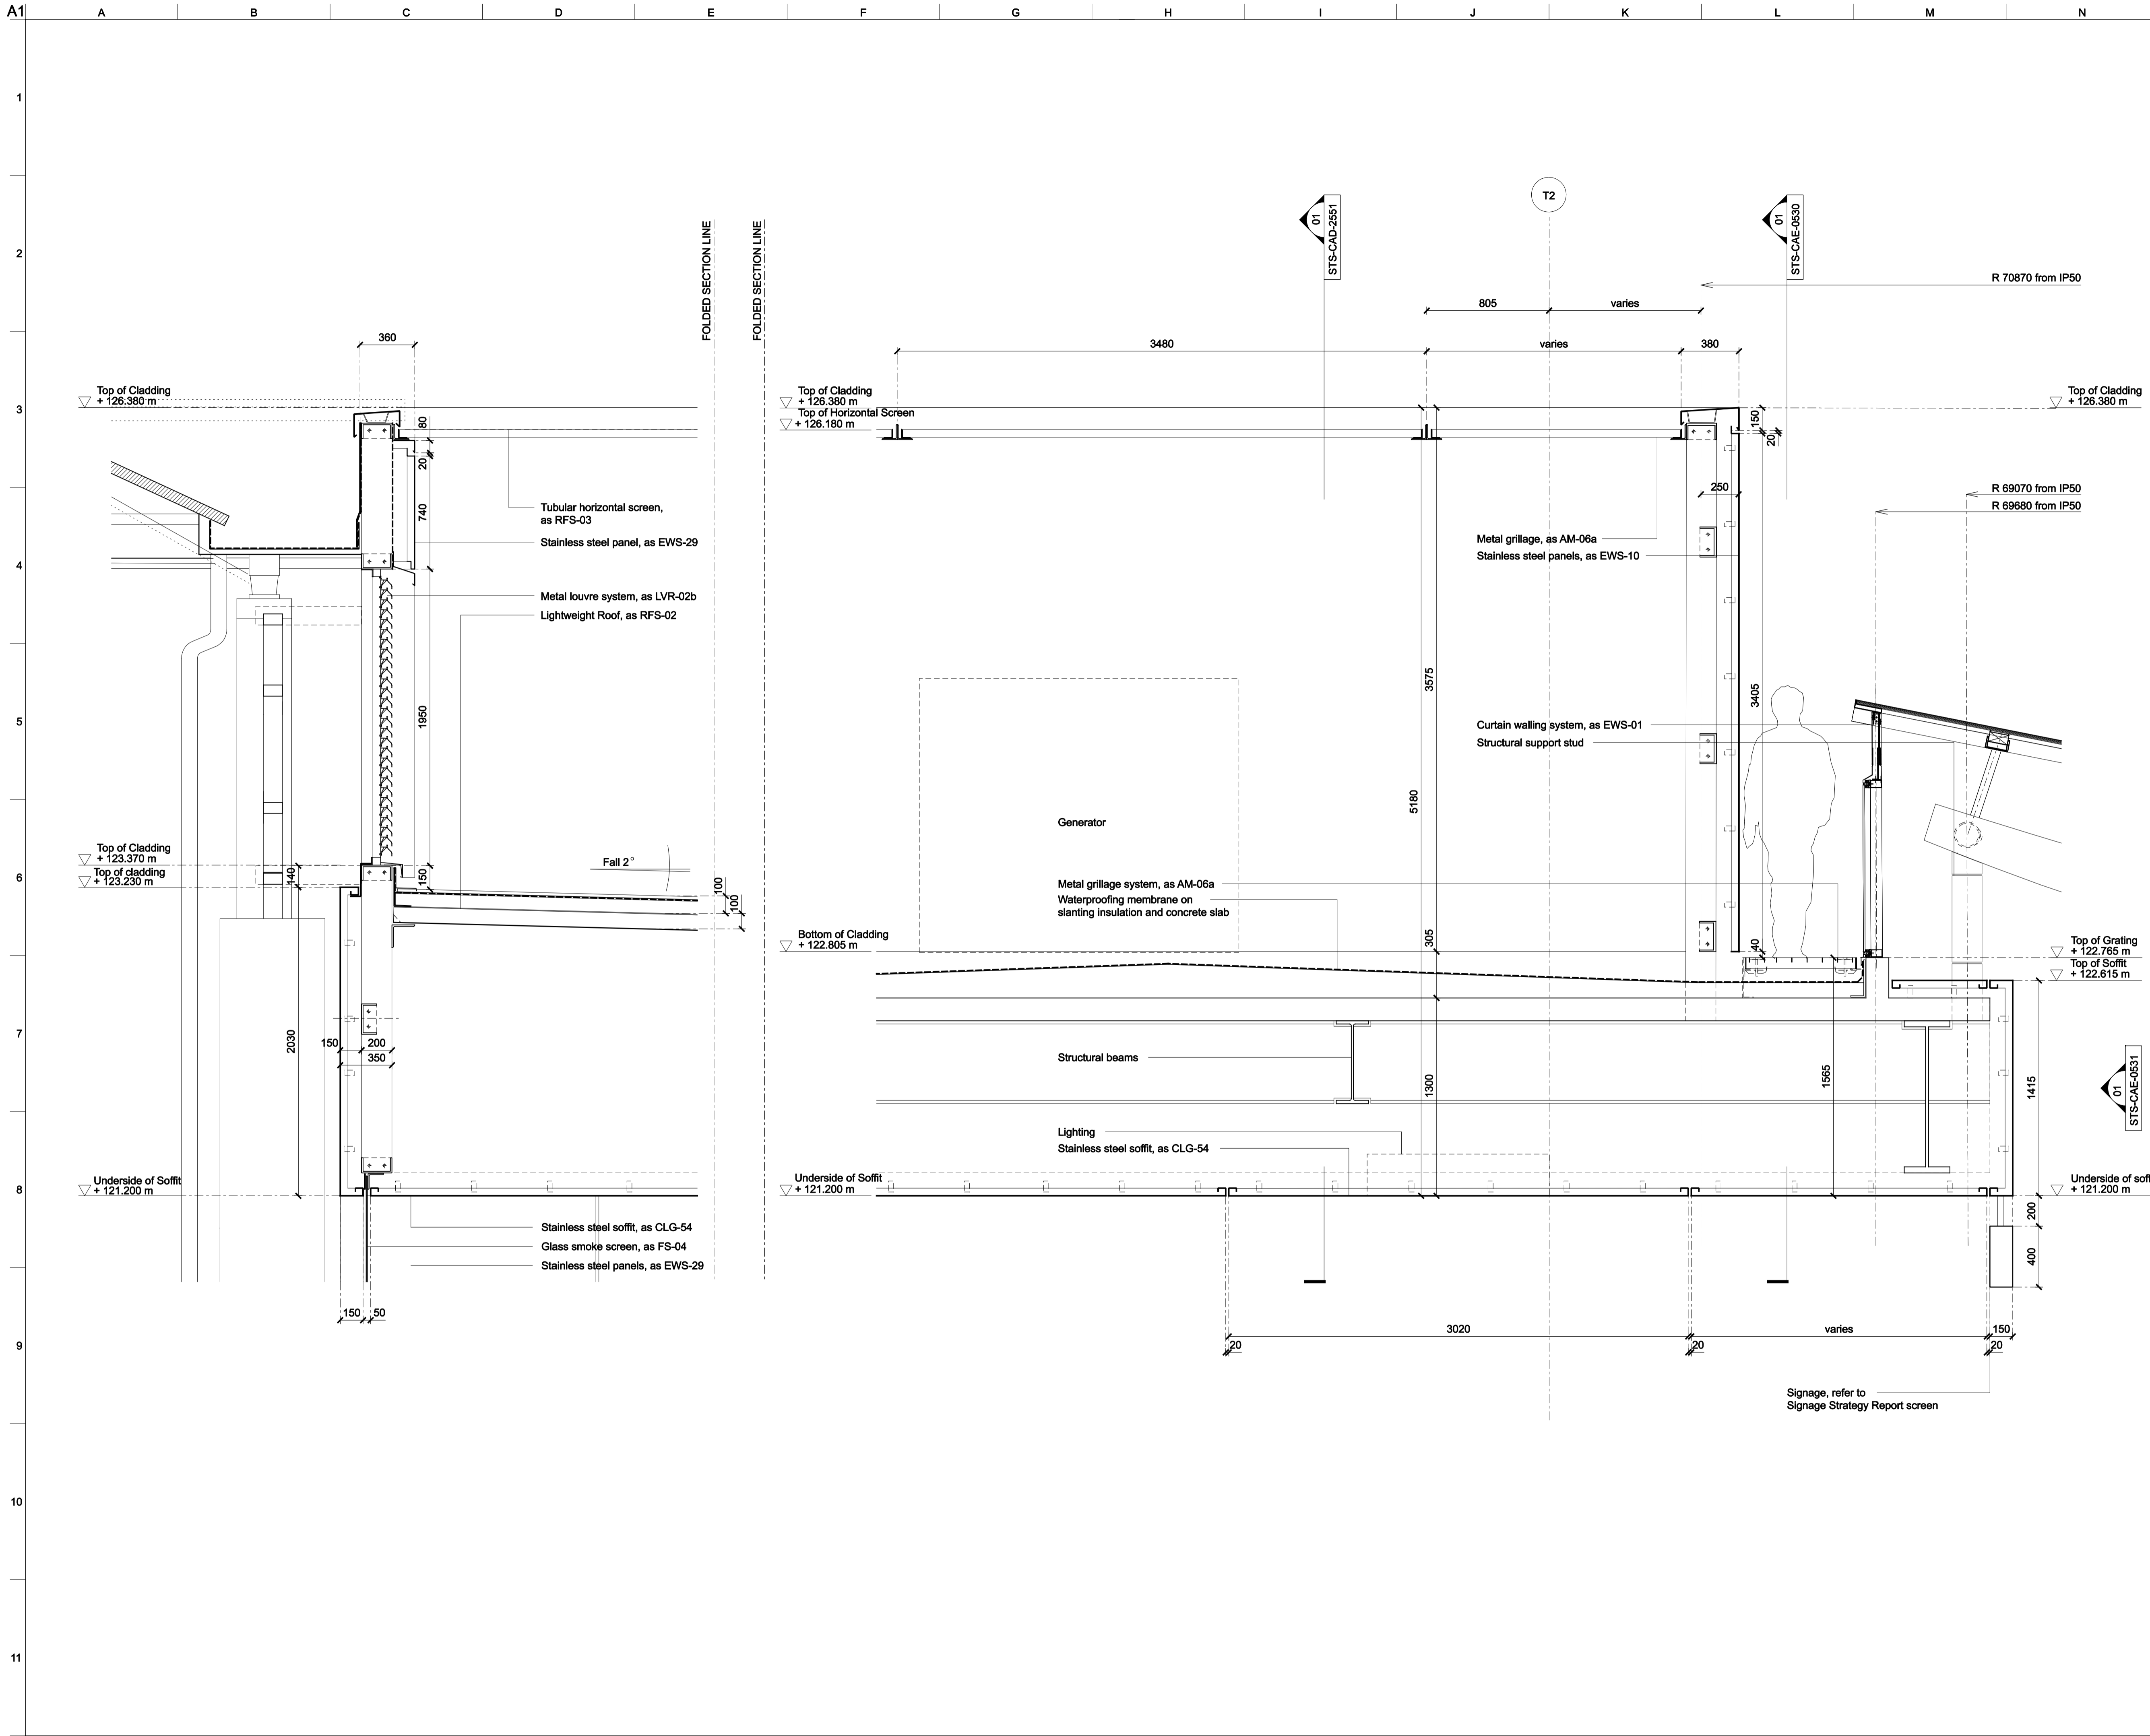 A1 A B C D E F G H I J K L M N
1
2
3
4
5
6
7
8
9
10
11
FOLDED SECTION LINE
FOLDED SECTION LINE
01
STS-CAD-2551
T2
01
STS-CAE-0530
R 70870 from IP50
805
varies
360
3480
varies
380
Top of Cladding
+ 126.380 m
Top of Cladding
+ 126.380 m
Top of Horizontal Screen
+ 126.180 m
Top of Cladding
+ 126.380 m
80
20
740
150
20
250
R 69070 from IP50
R 69680 from IP50
Tubular horizontal screen,
as RFS-03
Stainless steel panel, as EWS-29
Metal grillage, as AM-06a
Stainless steel panels, as EWS-10
Metal louvre system, as LVR-02b
Lightweight Roof, as RFS-02
1950
3575
3405
5180
Curtain walling system, as EWS-01
Structural support stud
Generator
Top of Cladding
+ 123.370 m
Top of cladding
+ 123.230 m
140
150
Fall 2°
100
100
Metal grillage system, as AM-06a
Waterproofing membrane on
slanting insulation and concrete slab
Bottom of Cladding
+ 122.805 m
305
40
Top of Grating
+ 122.765 m
Top of Soffit
+ 122.615 m
2030
150
200
350
Structural beams
1300
1565
1415
01
STS-CAE-0531
Lighting
Stainless steel soffit, as CLG-54
Underside of Soffit
+ 121.200 m
Underside of Soffit
+ 121.200 m
Underside of soff
+ 121.200 m
200
400
Stainless steel soffit, as CLG-54
Glass smoke screen, as FS-04
Stainless steel panels, as EWS-29
150
50
3020
varies
150
20
20
20
Signage, refer to
Signage Strategy Report screen